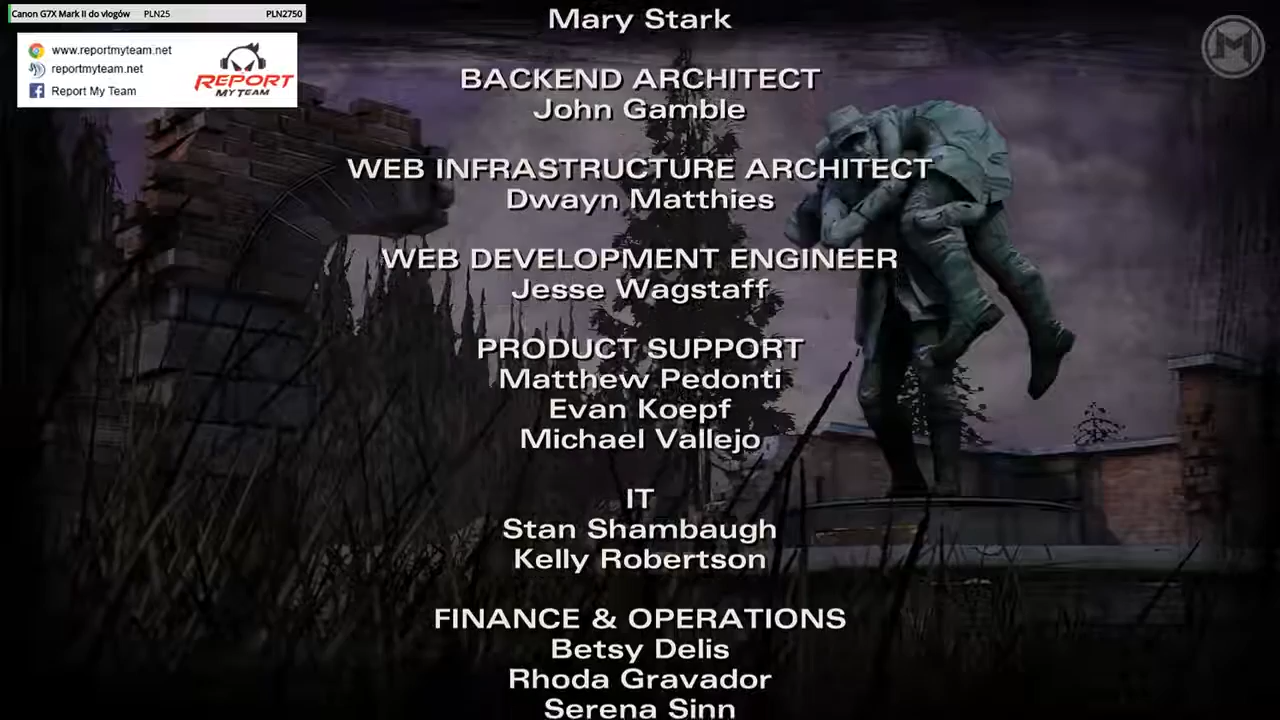 Canon G7X Mark II do vlogów PLN25 PLN2750
www.reportmyteam.net
reportmyteam.net
Report My Team
REPORT
MY TEAM
M
Mary Stark
BACKEND ARCHITECT
John Gamble
WEB INFRASTRUCTURE ARCHITECT
Dwayn Matthies
WEB DEVELOPMENT ENGINEER
Jesse Wagstaff
PRODUCT SUPPORT
Matthew Pedonti
Evan Koepf
Michael Vallejo
IT
Stan Shambaugh
Kelly Robertson
FINANCE & OPERATIONS
Betsy Delis
Rhoda Gravador
Serena Sinn